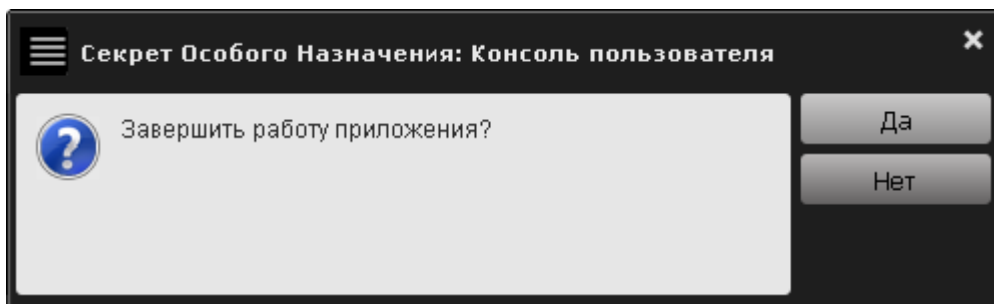 Секрет Особого Назначения: Консоль пользователя
Завершить работу приложения?
Да
Нет